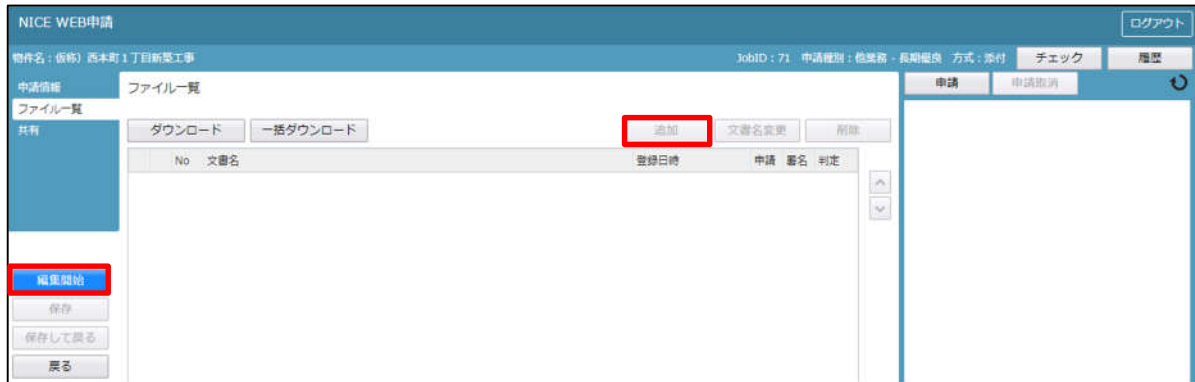 NICE WEB申請
ログアウト
物件名：仮称）西本町１丁目新築工事
JobID：71 申請種別：他業務 - 長期優良 方式：添付 チェック 履歴
申請情報
ファイル一覧
共有
ファイル一覧
ダウンロード 一括ダウンロード 追加 文書名変更 削除
No 文書名 登録日時 申請 署名 判定
編集開始
保存
保存して戻る
戻る
申請 申請取消